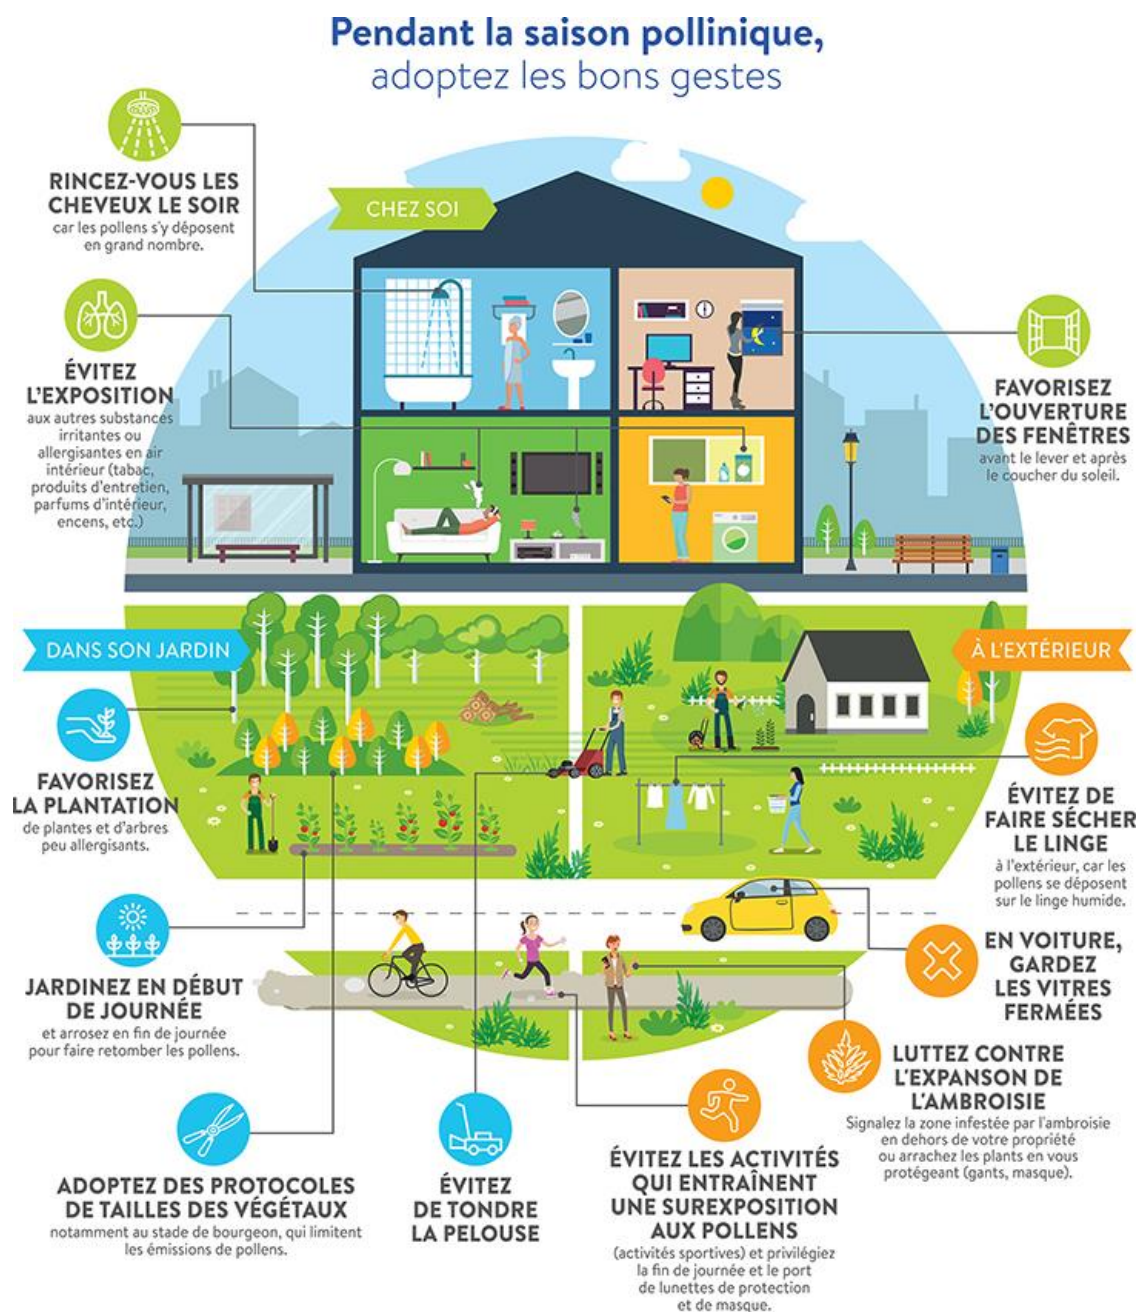 Pendant la saison pollinique,
adoptez les bons gestes
CHEZ SOI
RINCEZ-VOUS LES
CHEVEUX LE SOIR
car les pollens s'y déposent
en grand nombre.
ÉVITEZ
L'EXPOSITION
aux autres substances
irritantes ou
allergisantes en air
intérieur (tabac,
produits d'entretien,
parfums d'intérieur,
encens, etc.)
FAVORISEZ
L'OUVERTURE
DES FENÊTRES
avant le lever et après
le coucher du soleil.
DANS SON JARDIN
FAVORISEZ
LA PLANTATION
de plantes et d'arbres
peu allergisants.
JARDINEZ EN DÉBUT
DE JOURNÉE
et arrosez en fin de journée
pour faire retomber les pollens.
ADOPTEZ DES PROTOCOLES
DE TAILLES DES VÉGÉTAUX
notamment au stade de bourgeon, qui limitent
les émissions de pollens.
ÉVITEZ
DE TONDRE
LA PELOUSE
À L'EXTÉRIEUR
ÉVITEZ DE
FAIRE SÉCHER
LE LINGE
à l'extérieur, car les
pollens se déposent
sur le linge humide.
EN VOITURE,
GARDEZ
LES VITRES
FERMÉES
LUTTEZ CONTRE
L'EXPANSON DE
L'AMBROISIE
Signalez la zone infestée par l'ambroisie
en dehors de votre propriété
ou arrachez les plants en vous
protégeant (gants, masque).
ÉVITEZ LES ACTIVITÉS
QUI ENTRAÎNENT
UNE SUREXPOSITION
AUX POLLENS
(activités sportives) et privilégiez
la fin de journée et le port
de lunettes de protection
et de masque.